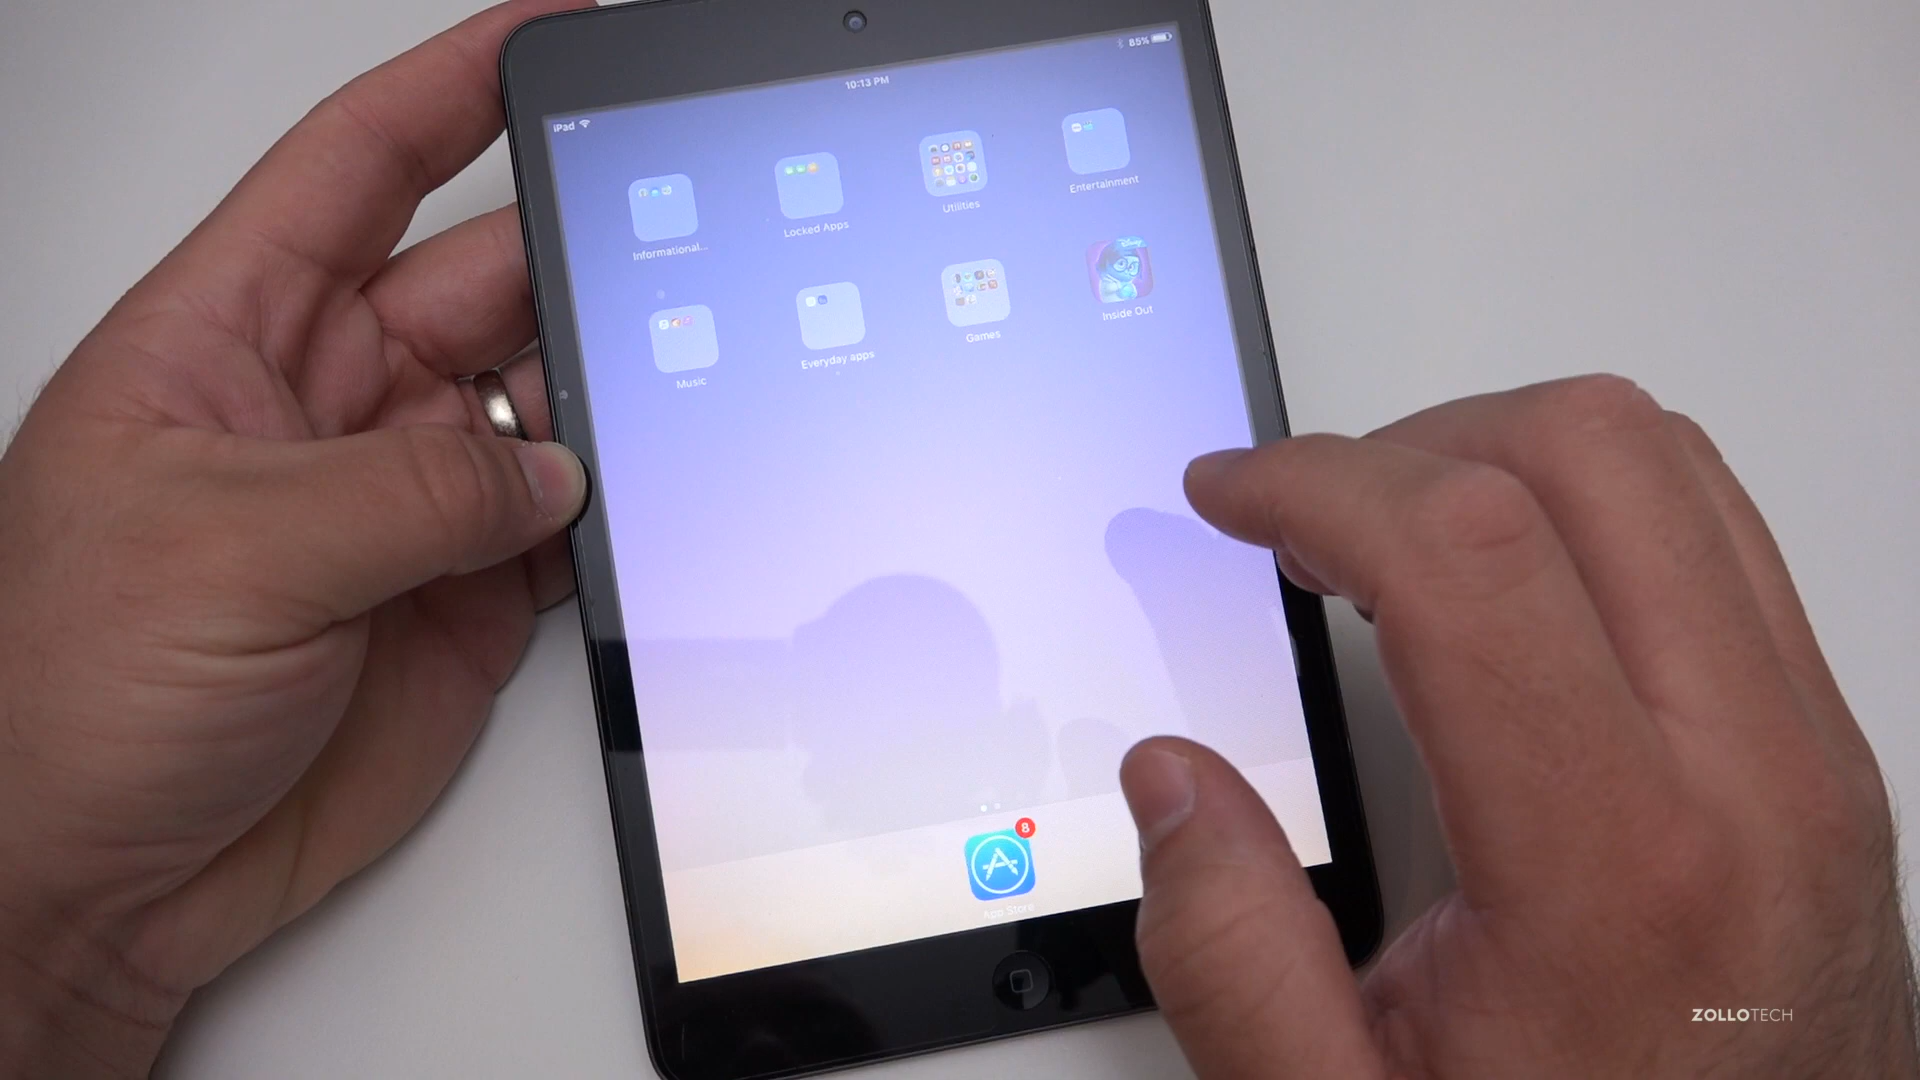 iPad
10:13 PM
85%
Informational...
Locked Apps
Utilities
Entertainment
Music
Everyday apps
Games
Disney
Inside Out
8
App Store
ZOLLOTECH